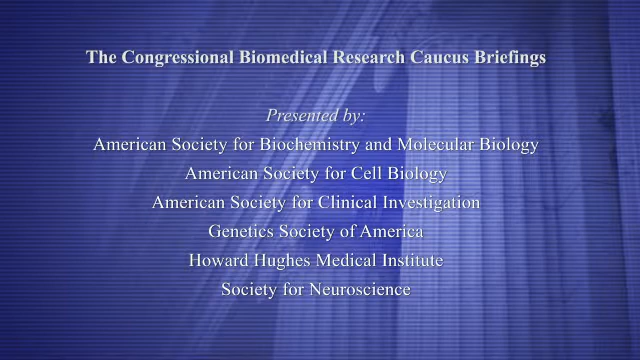 The Congressional Biomedical Research Caucus Briefings
Presented by:
American Society for Biochemistry and Molecular Biology
American Society for Cell Biology
American Society for Clinical Investigation
Genetics Society of America
Howard Hughes Medical Institute
Society for Neuroscience